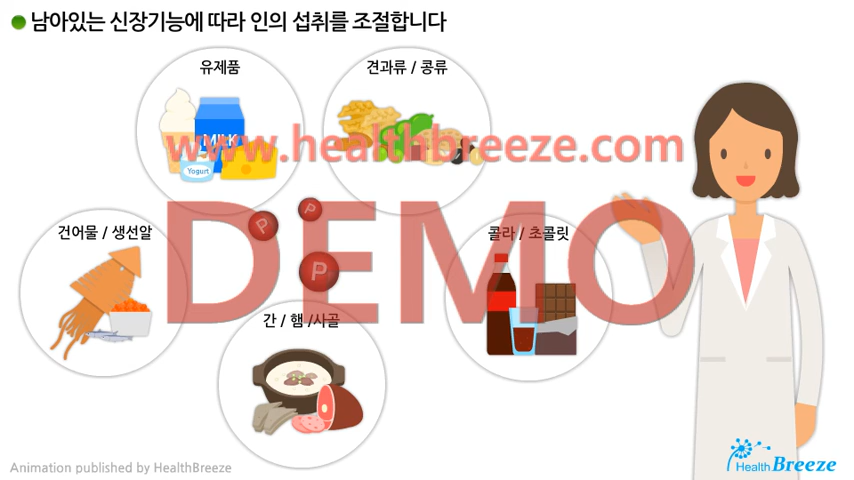 남아있는 신장기능에 따라 인의 섭취를 조절합니다
유제품
견과류 / 콩류
MILK
Yogurt
www.healthbreeze.com
DEMO
건어물 / 생선알
P
P
P
콜라 / 초콜릿
간 / 햄 /사골
Animation published by HealthBreeze
Health Breeze